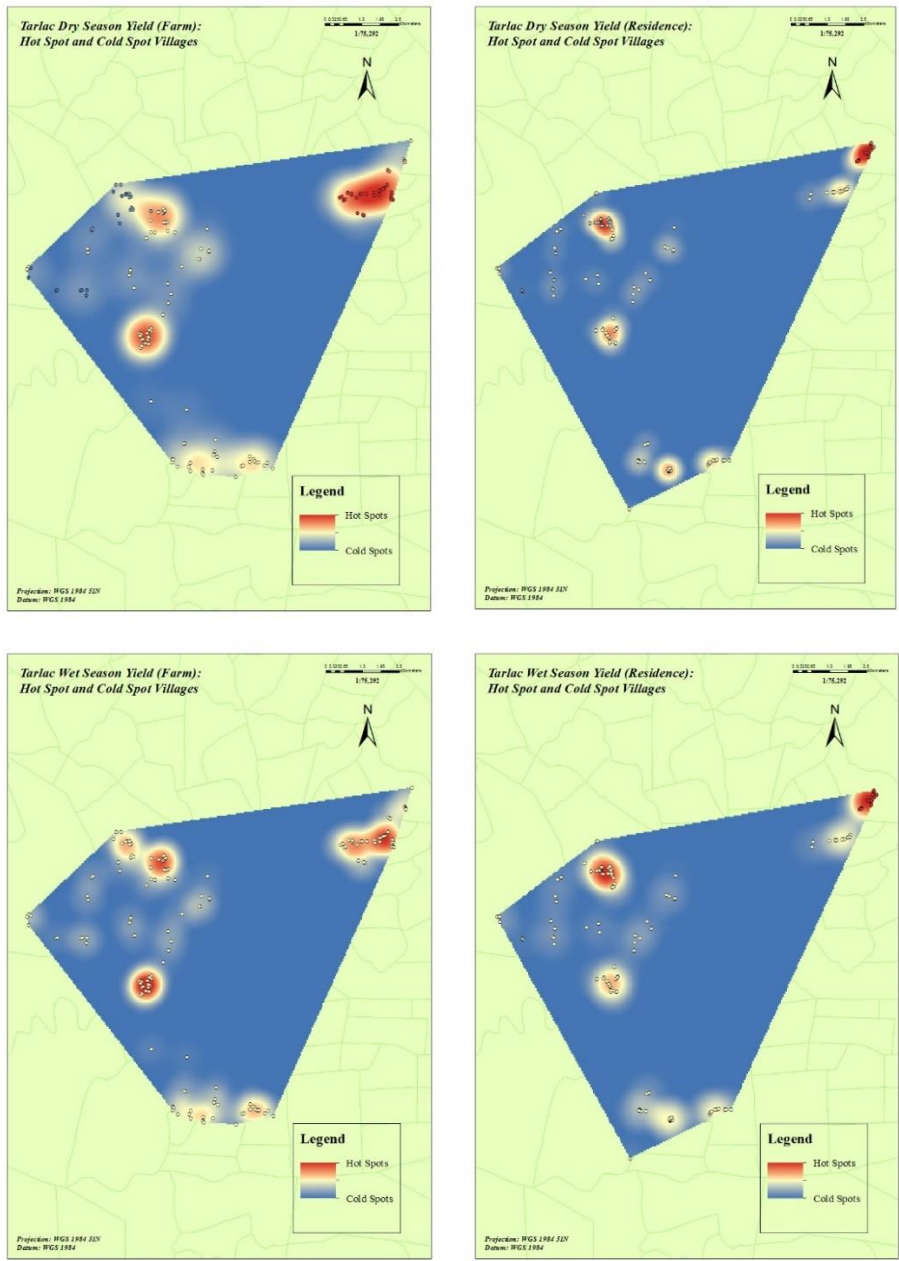 Tarlac Dry Season Yield (Farm):
Hot Spot and Cold Spot Villages
1:75,292
N
Legend
Hot Spots
Cold Spots
Projection: WGS 1984 51N
Datum: WGS 1984
Tarlac Dry Season Yield (Residence):
Hot Spot and Cold Spot Villages
1:75,292
N
Legend
Hot Spots
Cold Spots
Projection: WGS 1984 51N
Datum: WGS 1984
Tarlac Wet Season Yield (Farm):
Hot Spot and Cold Spot Villages
1:75,292
N
Legend
Hot Spots
Cold Spots
Projection: WGS 1984 51N
Datum: WGS 1984
Tarlac Wet Season Yield (Residence):
Hot Spot and Cold Spot Villages
1:75,292
N
Legend
Hot Spots
Cold Spots
Projection: WGS 1984 51N
Datum: WGS 1984